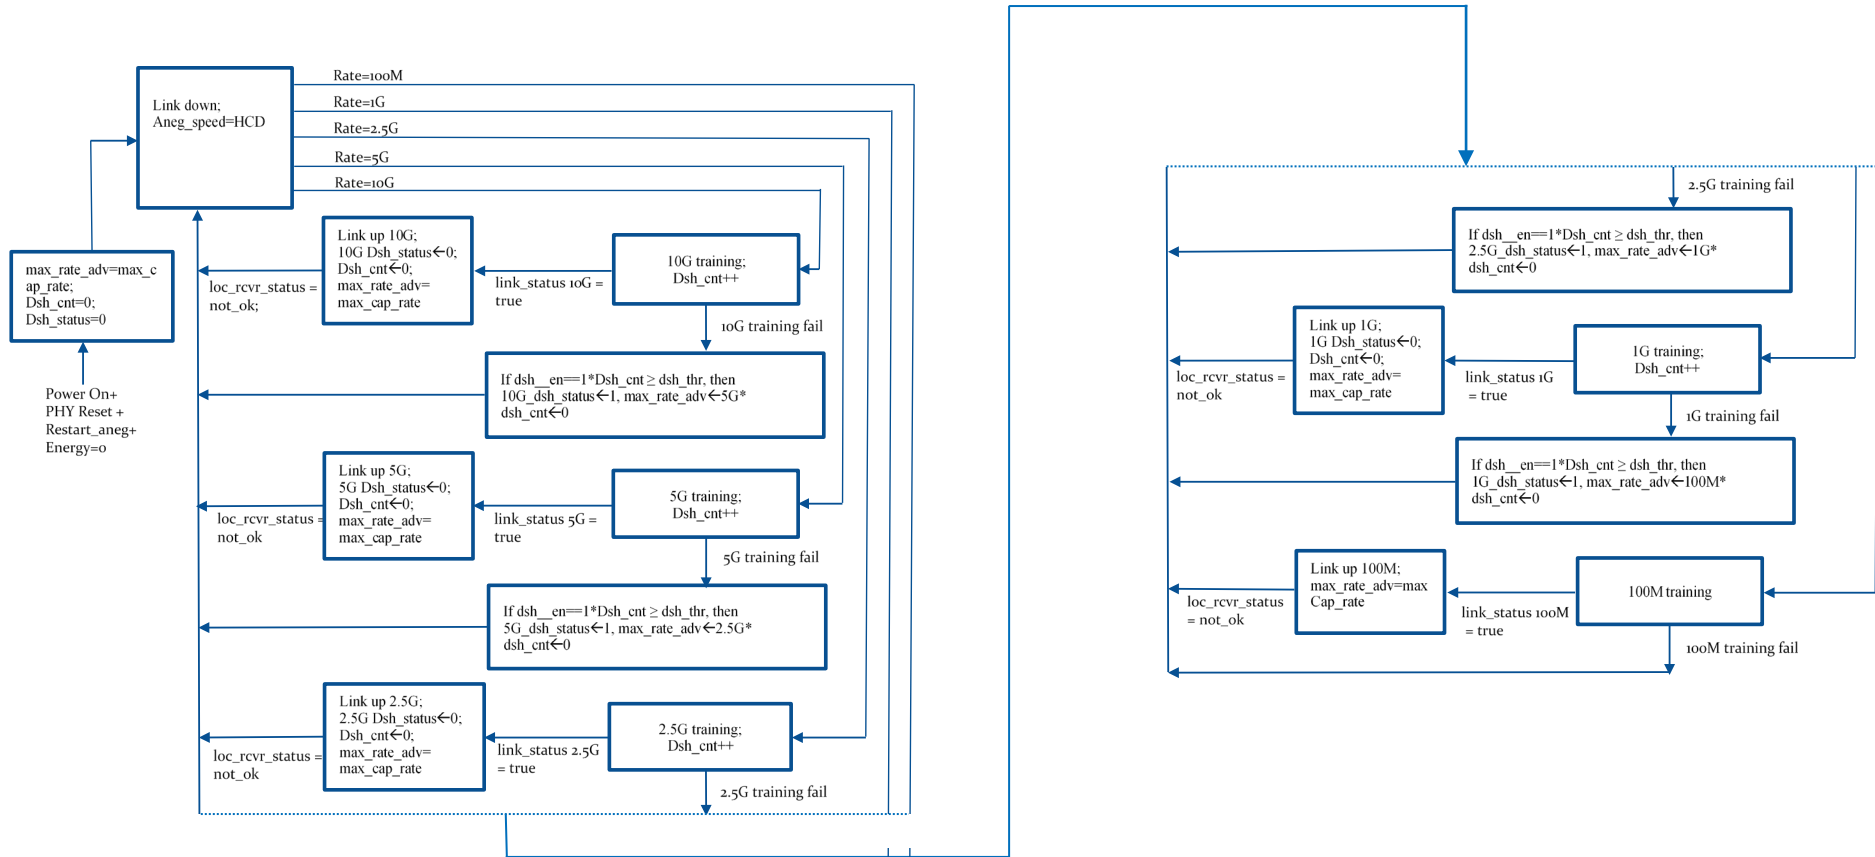 Rate=100M
Rate=1G
Rate=2.5G
Rate=5G
Rate=10G
Link down;
Aneg_speed=HCD
max_rate_adv=max_c
ap_rate;
Dsh_cnt=0;
Dsh_status=0
Power On+
PHY Reset +
Restart_aneg+
Energy=0
Link up 10G;
10G Dsh_status←0;
Dsh_cnt←0;
max_rate_adv=
max_cap_rate
loc_rcvr_status =
not_ok;
link_status 10G =
true
10G training;
Dsh_cnt++
10G training fail
If dsh__en==1*Dsh_cnt ≥ dsh_thr, then
10G_dsh_status←1, max_rate_adv←5G*
dsh_cnt←0
Link up 5G;
5G Dsh_status←0;
Dsh_cnt←0;
max_rate_adv=
max_cap_rate
loc_rcvr_status =
not_ok
link_status 5G =
true
5G training;
Dsh_cnt++
5G training fail
If dsh__en==1*Dsh_cnt ≥ dsh_thr, then
5G_dsh_status←1, max_rate_adv←2.5G*
dsh_cnt←0
Link up 2.5G;
2.5G Dsh_status←0;
Dsh_cnt←0;
max_rate_adv=
max_cap_rate
loc_rcvr_status =
not_ok
link_status 2.5G
= true
2.5G training;
Dsh_cnt++
2.5G training fail
2.5G training fail
If dsh__en==1*Dsh_cnt ≥ dsh_thr, then
2.5G_dsh_status←1, max_rate_adv←1G*
dsh_cnt←0
Link up 1G;
1G Dsh_status←0;
Dsh_cnt←0;
max_rate_adv=
max_cap_rate
loc_rcvr_status =
not_ok
link_status 1G
= true
1G training;
Dsh_cnt++
1G training fail
If dsh__en==1*Dsh_cnt ≥ dsh_thr, then
1G_dsh_status←1, max_rate_adv←100M*
dsh_cnt←0
Link up 100M;
max_rate_adv=max
Cap_rate
loc_rcvr_status
= not_ok
link_status 100M
= true
100M training
100M training fail